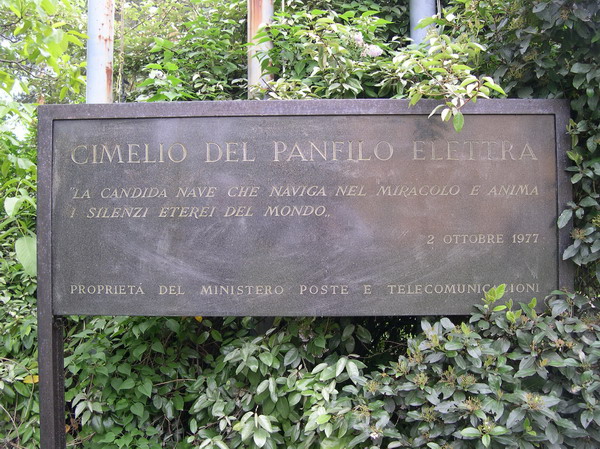 CIMELIO DEL PANFILO ELETTRA
"LA CANDIDA NAVE CHE NAVIGA NEL MIRACOLO E ANIMA
I SILENZI ETEREI DEL MONDO„
2 OTTOBRE 1977
PROPRIETÁ DEL MINISTERO POSTE E TELECOMUNICAZIONI